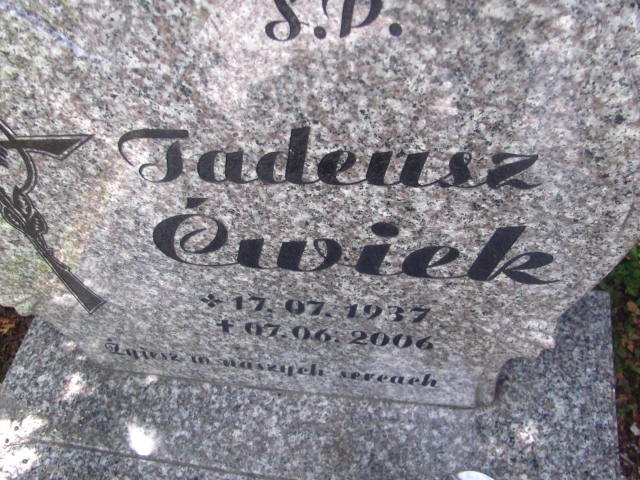 Ś.P.
Tadeusz
Ćwiek
* 17.07.1937
† 07.06.2006
Żyjesz w naszych sercach